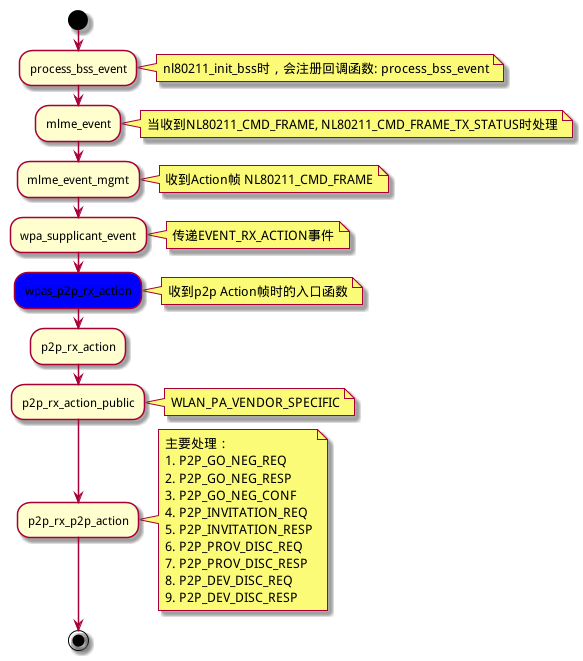 process_bss_event
nl80211_init_bss时，会注册回调函数: process_bss_event
mlme_event
当收到NL80211_CMD_FRAME, NL80211_CMD_FRAME_TX_STATUS时处理
mlme_event_mgmt
收到Action帧 NL80211_CMD_FRAME
wpa_supplicant_event
传递EVENT_RX_ACTION事件
wpas_p2p_rx_action
收到p2p Action帧时的入口函数
p2p_rx_action
p2p_rx_action_public
WLAN_PA_VENDOR_SPECIFIC
p2p_rx_p2p_action
主要处理：
1. P2P_GO_NEG_REQ
2. P2P_GO_NEG_RESP
3. P2P_GO_NEG_CONF
4. P2P_INVITATION_REQ
5. P2P_INVITATION_RESP
6. P2P_PROV_DISC_REQ
7. P2P_PROV_DISC_RESP
8. P2P_DEV_DISC_REQ
9. P2P_DEV_DISC_RESP